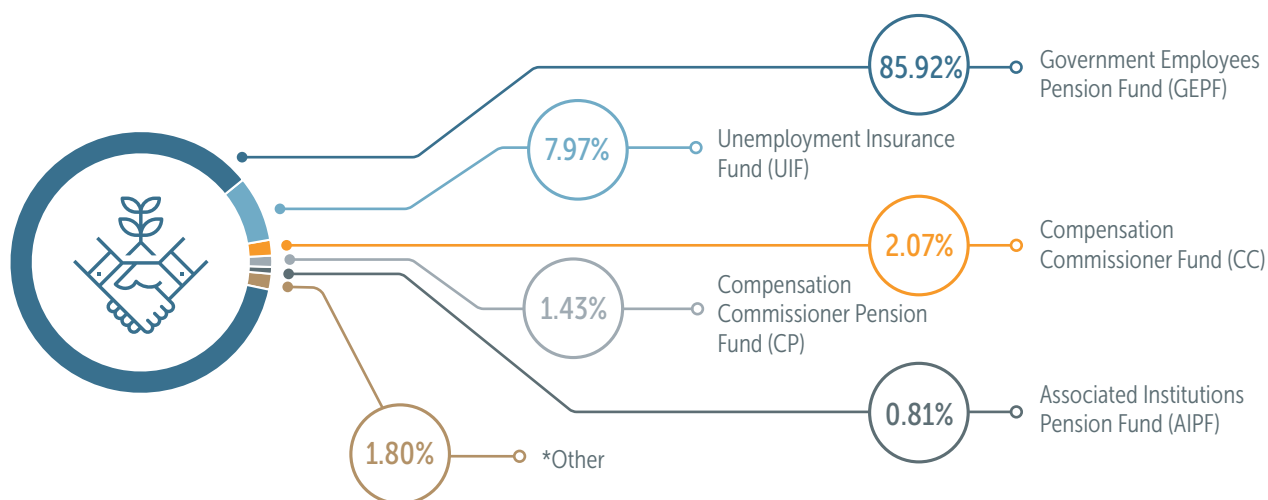 85.92%
Government Employees
Pension Fund (GEPF)
7.97%
Unemployment Insurance
Fund (UIF)
2.07%
Compensation
Commissioner Fund (CC)
1.43%
Compensation
Commissioner Pension
Fund (CP)
0.81%
Associated Institutions
Pension Fund (AIPF)
1.80%
*Other